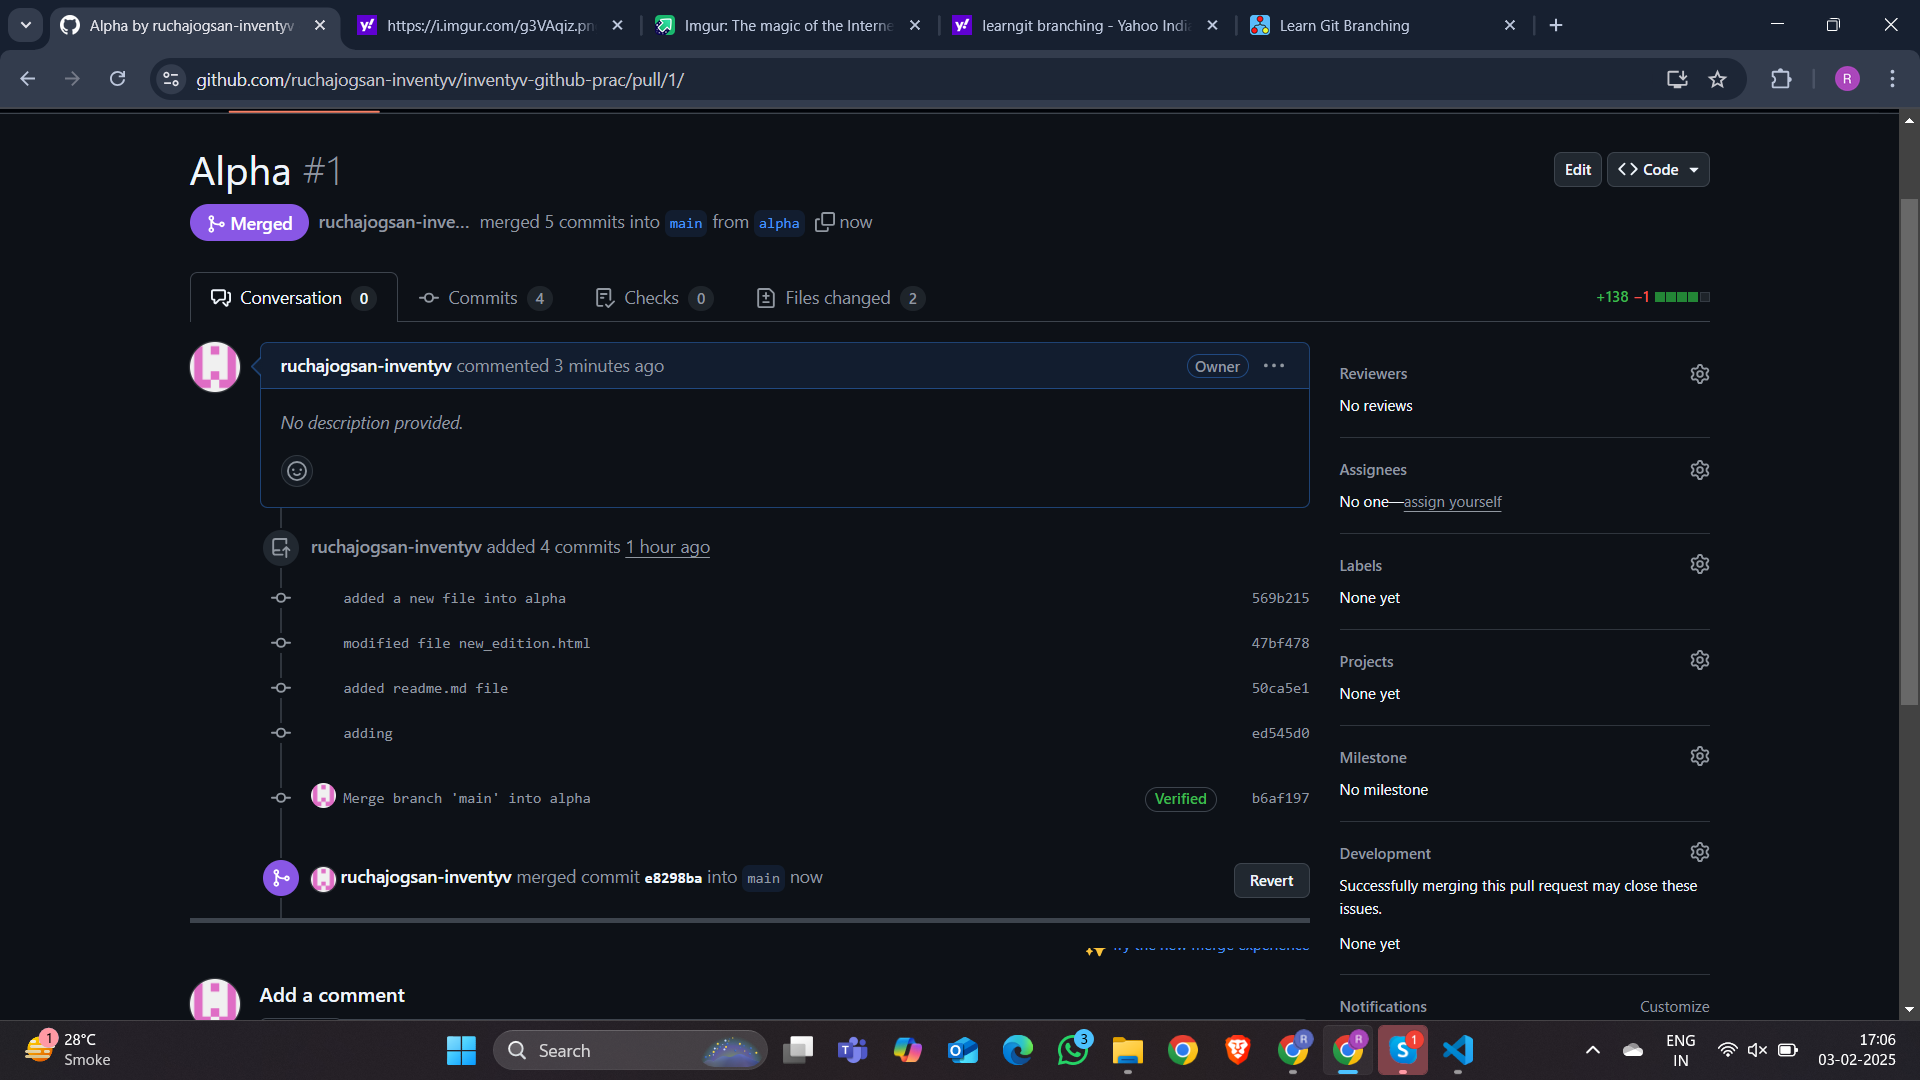 Alpha by ruchajogsan-inventyv
https://i.imgur.com/g3VAqiz.pn
Imgur: The magic of the Interne
learngit branching - Yahoo Indi
Learn Git Branching
github.com/ruchajogsan-inventyv/inventyv-github-prac/pull/1/
R
Alpha #1
Edit
Code
Merged
ruchajogsan-inve... merged 5 commits into main from alpha now
Conversation 0
Commits 4
Checks 0
Files changed 2
+138 −1
ruchajogsan-inventyv commented 3 minutes ago
Owner
No description provided.
ruchajogsan-inventyv added 4 commits 1 hour ago
added a new file into alpha 569b215
modified file new_edition.html 47bf478
added readme.md file 50ca5e1
adding ed545d0
Merge branch 'main' into alpha Verified b6af197
ruchajogsan-inventyv merged commit e8298ba into main now
Revert
Try the new merge experience
Add a comment
Reviewers
No reviews
Assignees
No one—assign yourself
Labels
None yet
Projects
None yet
Milestone
No milestone
Development
Successfully merging this pull request may close these
issues.
None yet
Notifications Customize
1
28°C
Smoke
Search
3
R
R
1
ENG
IN
17:06
03-02-2025